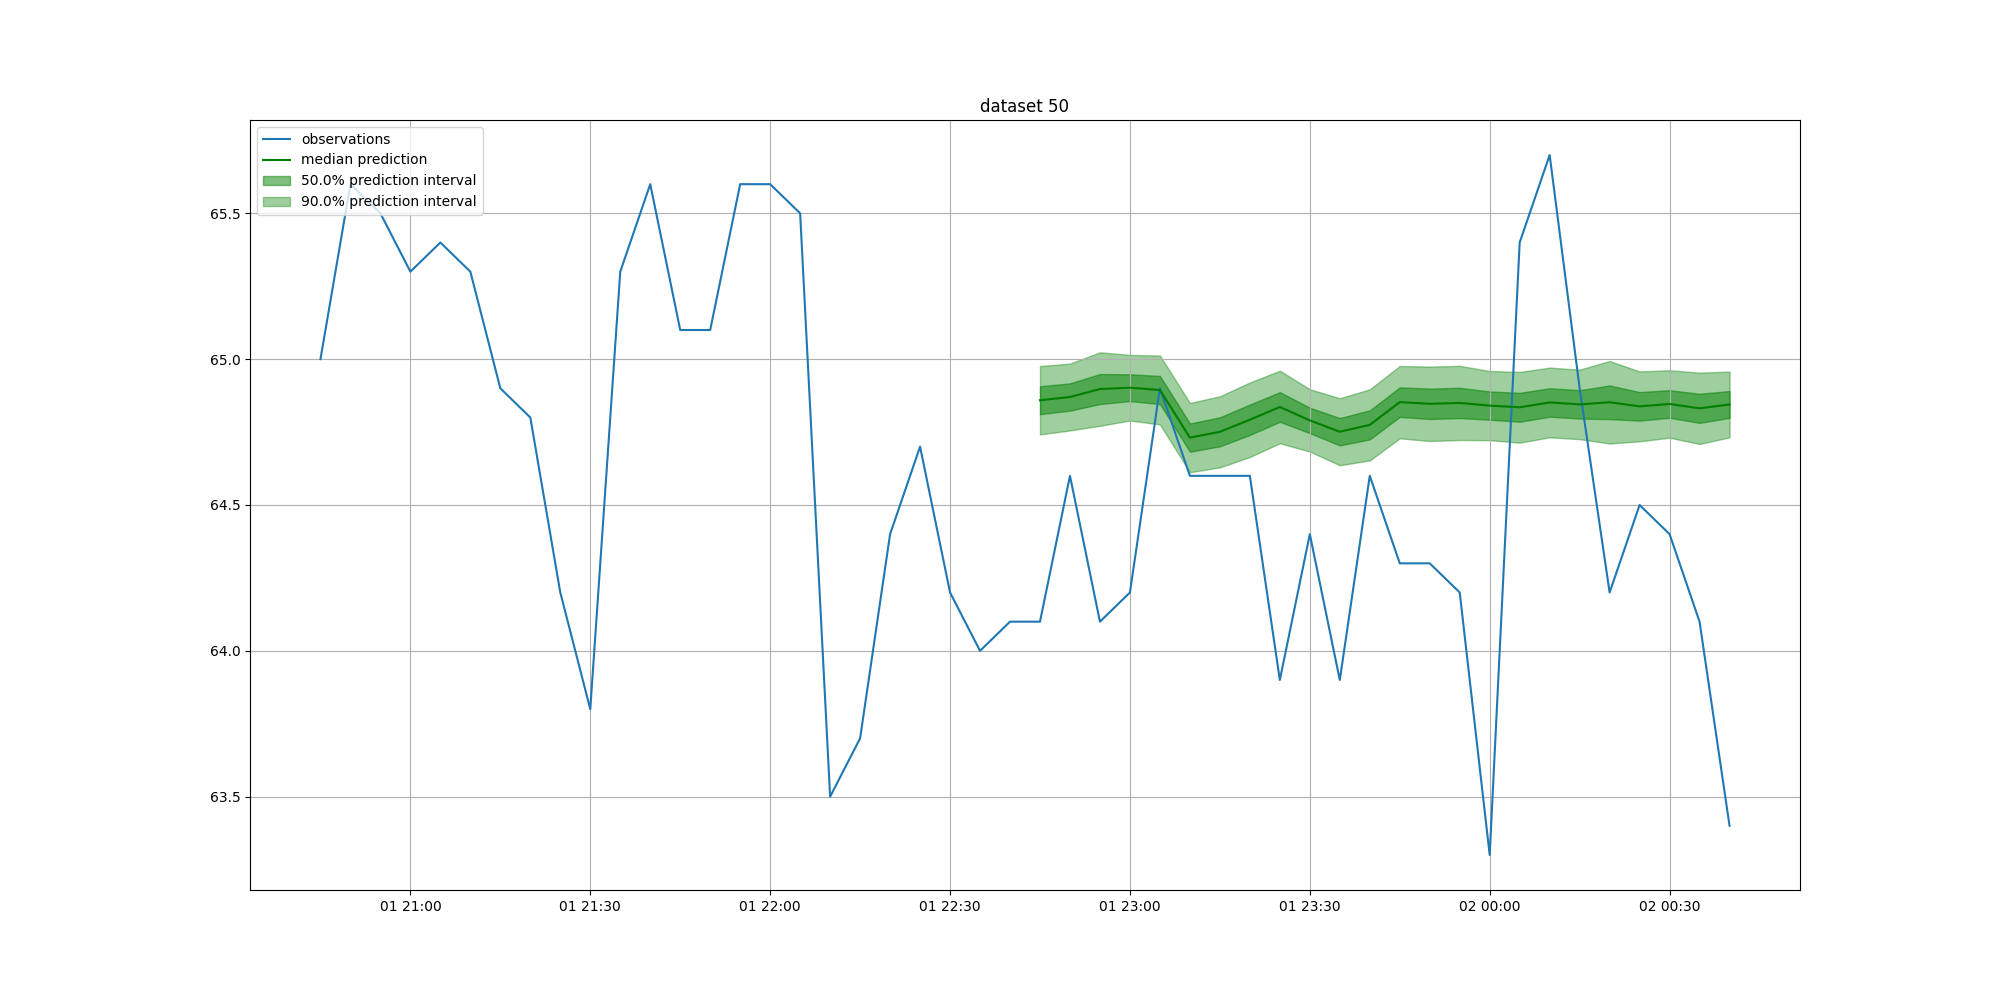 dataset 50
observations
median prediction
50.0% prediction interval
90.0% prediction interval
65.5
65.0
64.5
64.0
63.5
01 21:00 01 21:30 01 22:00 01 22:30 01 23:00 01 23:30 02 00:00 02 00:30